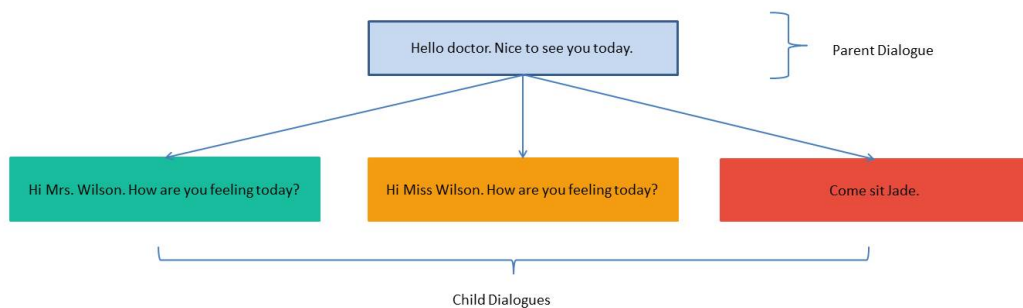 Hello doctor. Nice to see you today.
Parent Dialogue
Hi Mrs. Wilson. How are you feeling today?
Hi Miss Wilson. How are you feeling today?
Come sit Jade.
Child Dialogues